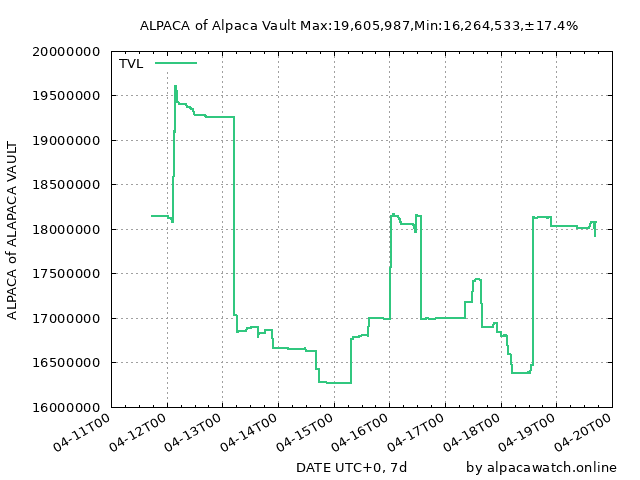 ALPACA of Alpaca Vault Max:19,605,987,Min:16,264,533,±17.4%
TVL
ALPACA of ALAPACA VAULT
20000000
19500000
19000000
18500000
18000000
17500000
17000000
16500000
16000000
04-11T00
04-12T00
04-13T00
04-14T00
04-15T00
04-16T00
04-17T00
04-18T00
04-19T00
04-20T00
DATE UTC+0, 7d
by alpacawatch.online